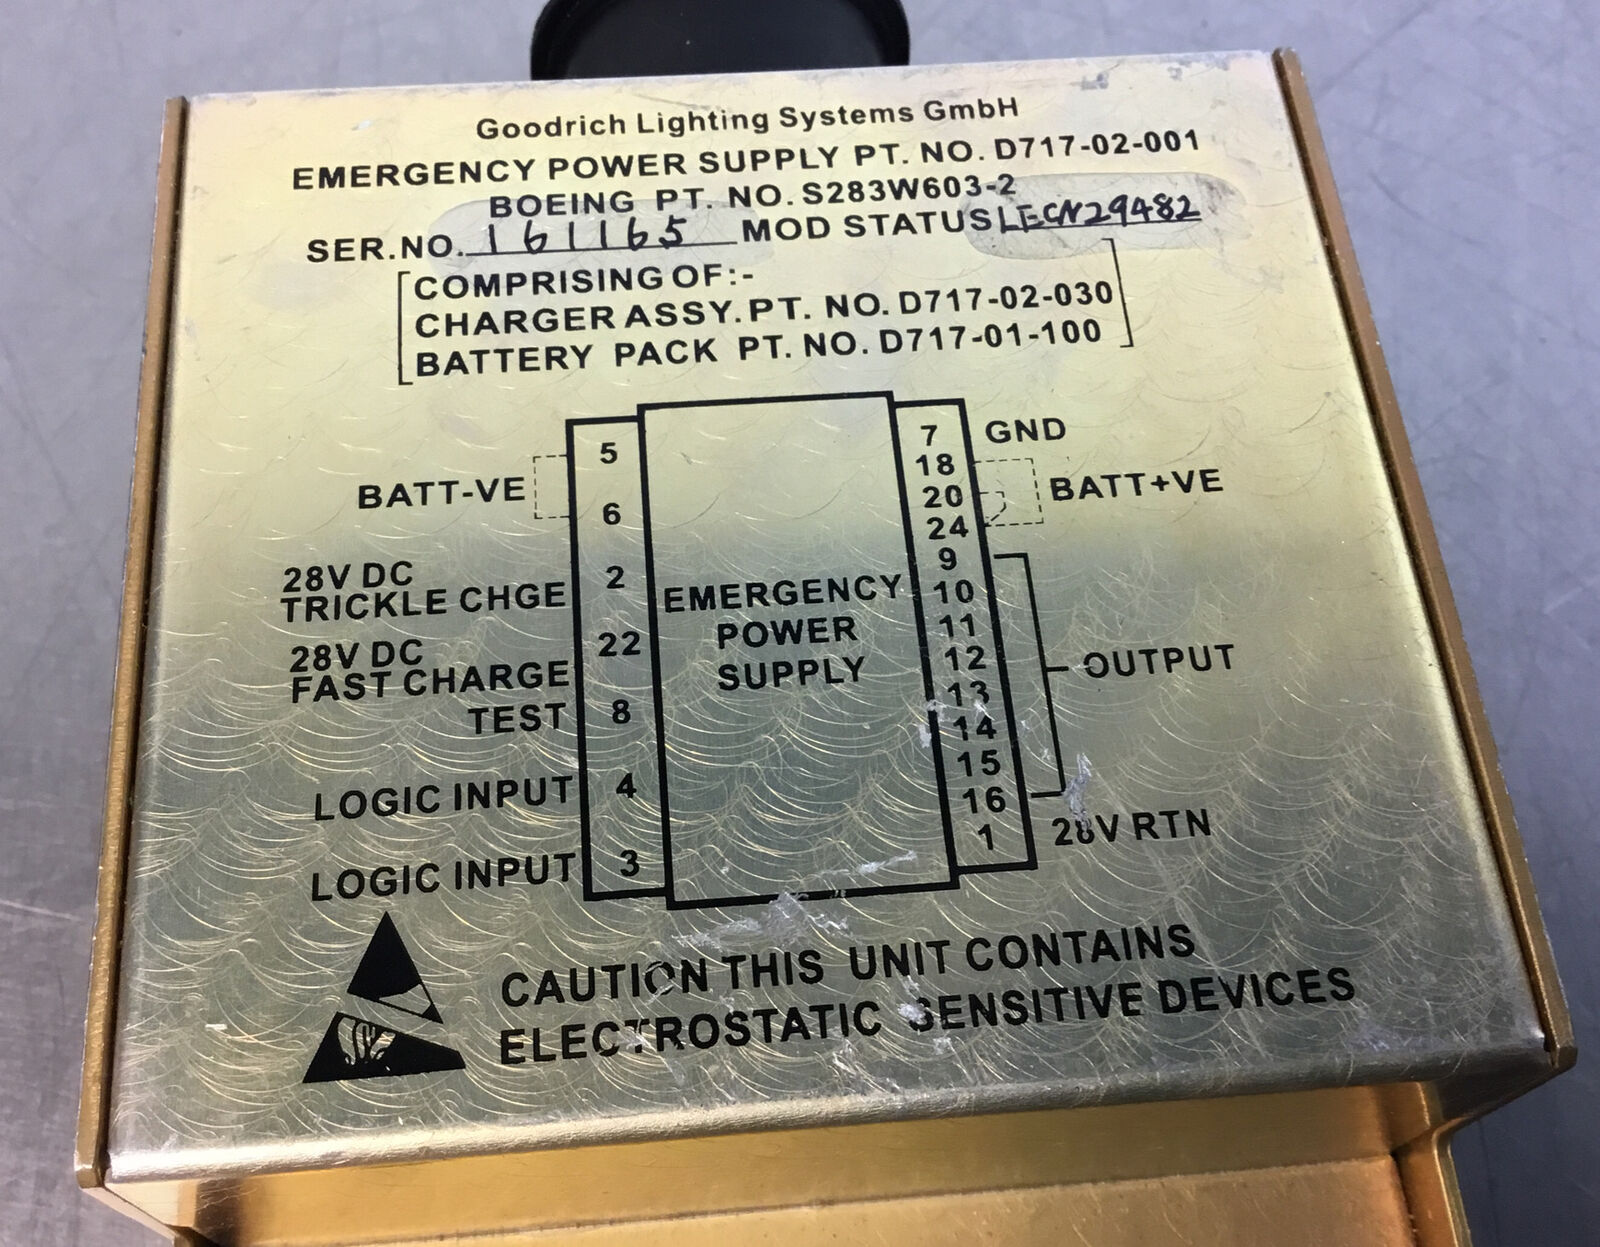 Goodrich Lighting Systems GmbH
EMERGENCY POWER SUPPLY PT. NO. D717-02-001
BOEING PT. NO. S283W603-2
SER.NO. 161165 MOD STATUS LECN29482
COMPRISING OF:-
CHARGER ASSY. PT. NO. D717-02-030
BATTERY PACK PT. NO. D717-01-100
BATT-VE
5
6
28V DC
TRICKLE CHGE
2
28V DC
FAST CHARGE
22
TEST
8
LOGIC INPUT
4
LOGIC INPUT
3
EMERGENCY
POWER
SUPPLY
7 GND
18
20
24
BATT+VE
9
10
11
12
13
14
15
16
OUTPUT
1 28V RTN
CAUTION THIS UNIT CONTAINS
ELECTROSTATIC SENSITIVE DEVICES